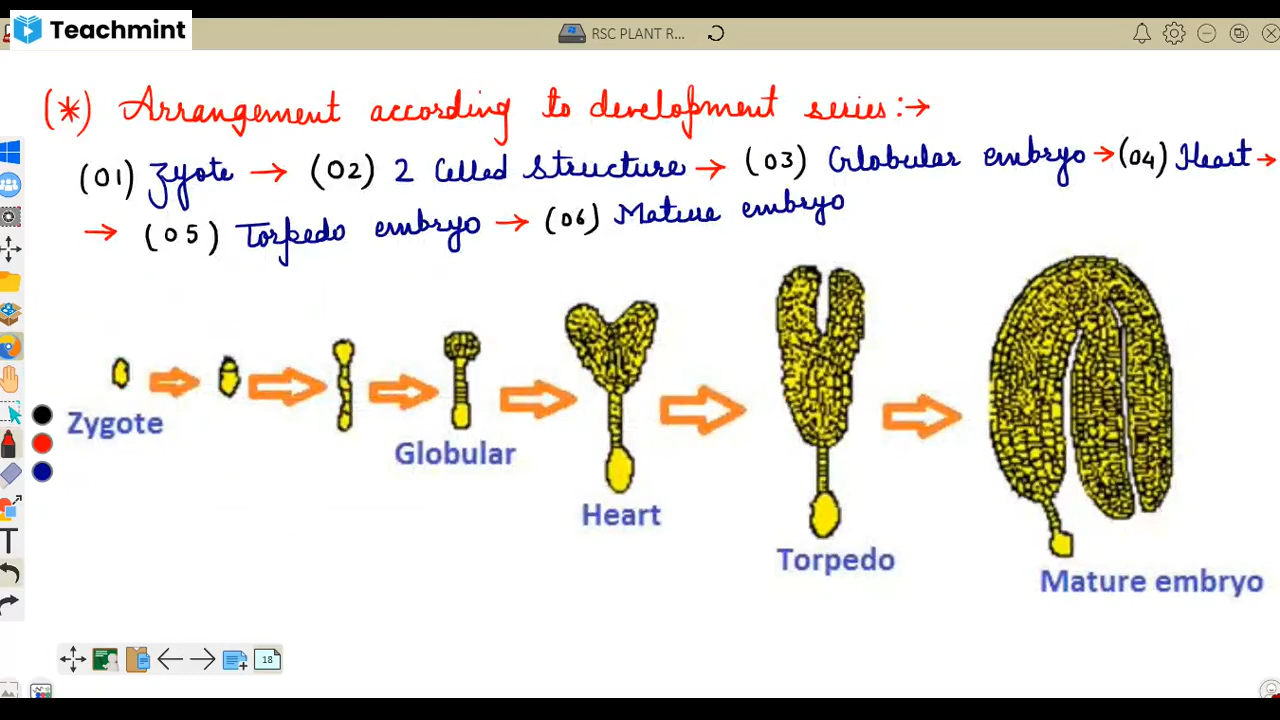 Teachmint
RSC PLANT R...
(*) Arrangement according to development series :→
(01) Zyote → (02) 2 Celled Structure → (03) Globular embryo → (04) Heart →
→ (05) Torpedo embryo → (06) Mature embryo
Zygote
Globular
Heart
Torpedo
Mature embryo
T
18